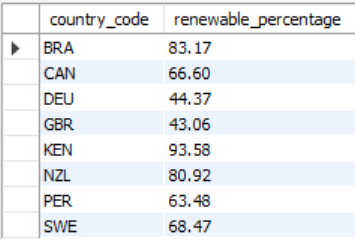 country_code renewable_percentage
BRA 83.17
CAN 66.60
DEU 44.37
GBR 43.06
KEN 93.58
NZL 80.92
PER 63.48
SWE 68.47